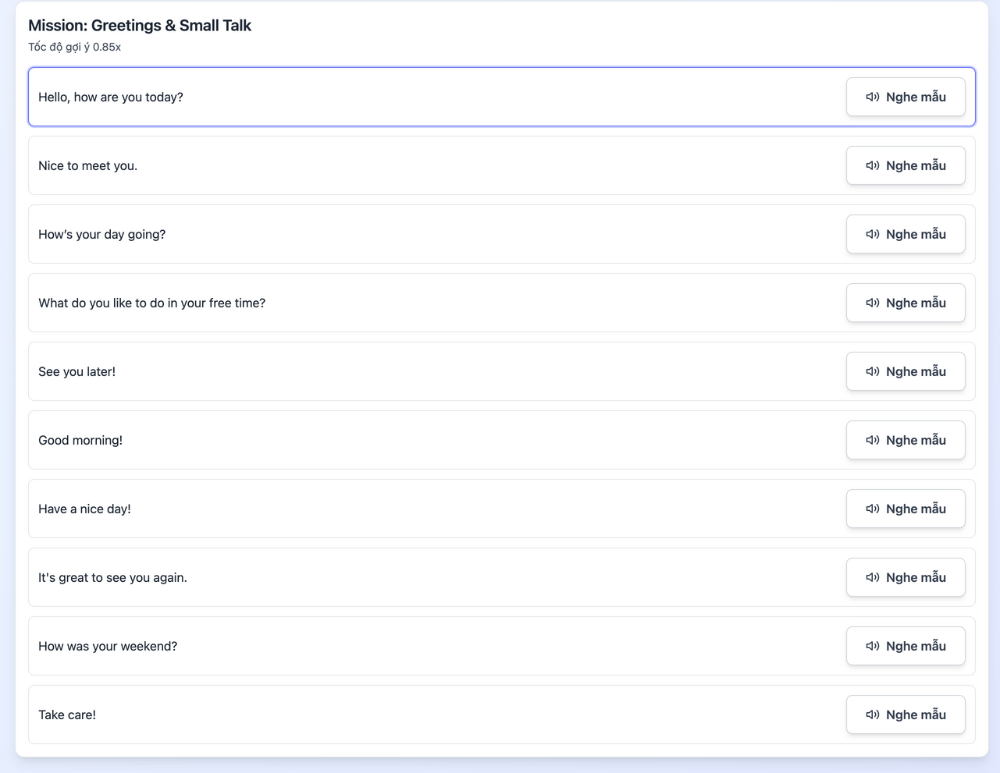 Mission: Greetings & Small Talk
Tốc độ gợi ý 0.85x
Hello, how are you today?
Nghe mẫu
Nice to meet you.
Nghe mẫu
How’s your day going?
Nghe mẫu
What do you like to do in your free time?
Nghe mẫu
See you later!
Nghe mẫu
Good morning!
Nghe mẫu
Have a nice day!
Nghe mẫu
It's great to see you again.
Nghe mẫu
How was your weekend?
Nghe mẫu
Take care!
Nghe mẫu